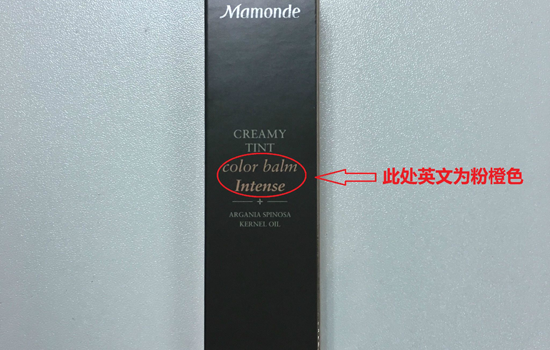 Mamonde
CREAMY
TINT
color balm
Intense
ARGANIA SPINOSA
KERNEL OIL
此处英文为粉橙色